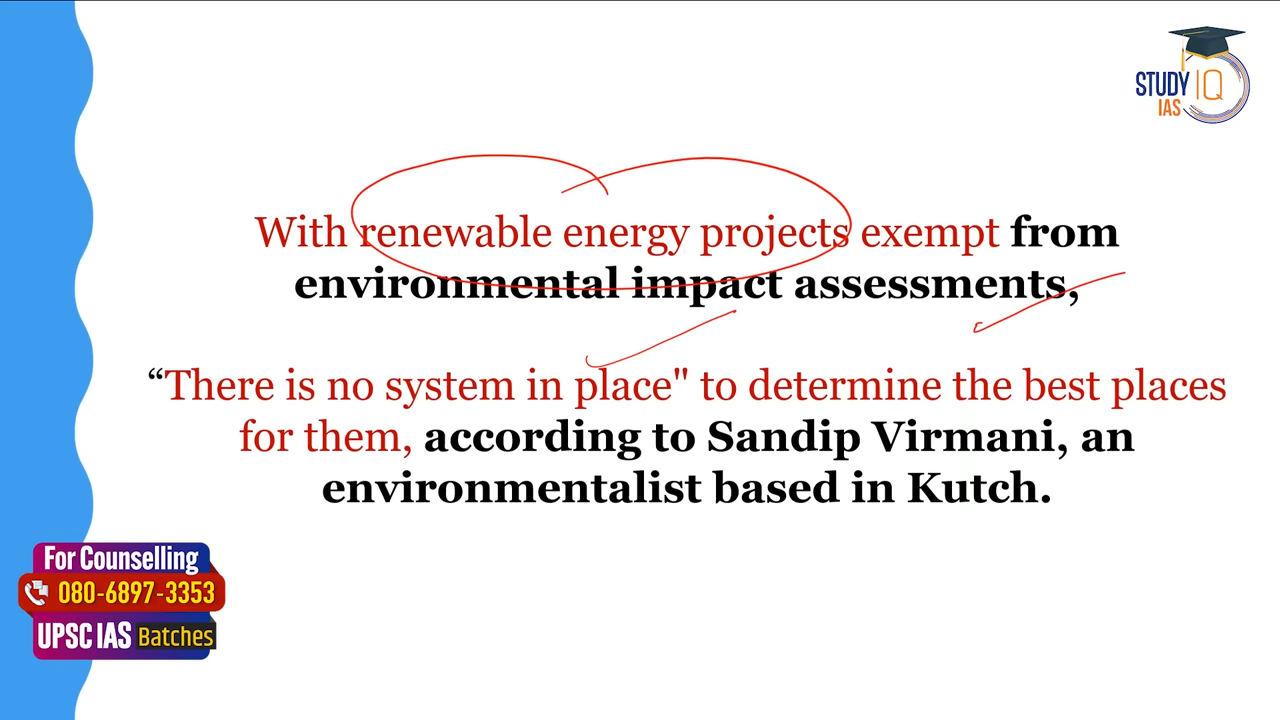 STUDY IQ
IAS
With renewable energy projects exempt from
environmental impact assessments,
“There is no system in place" to determine the best places
for them, according to Sandip Virmani, an
environmentalist based in Kutch.
For Counselling
080-6897-3353
UPSC IAS Batches